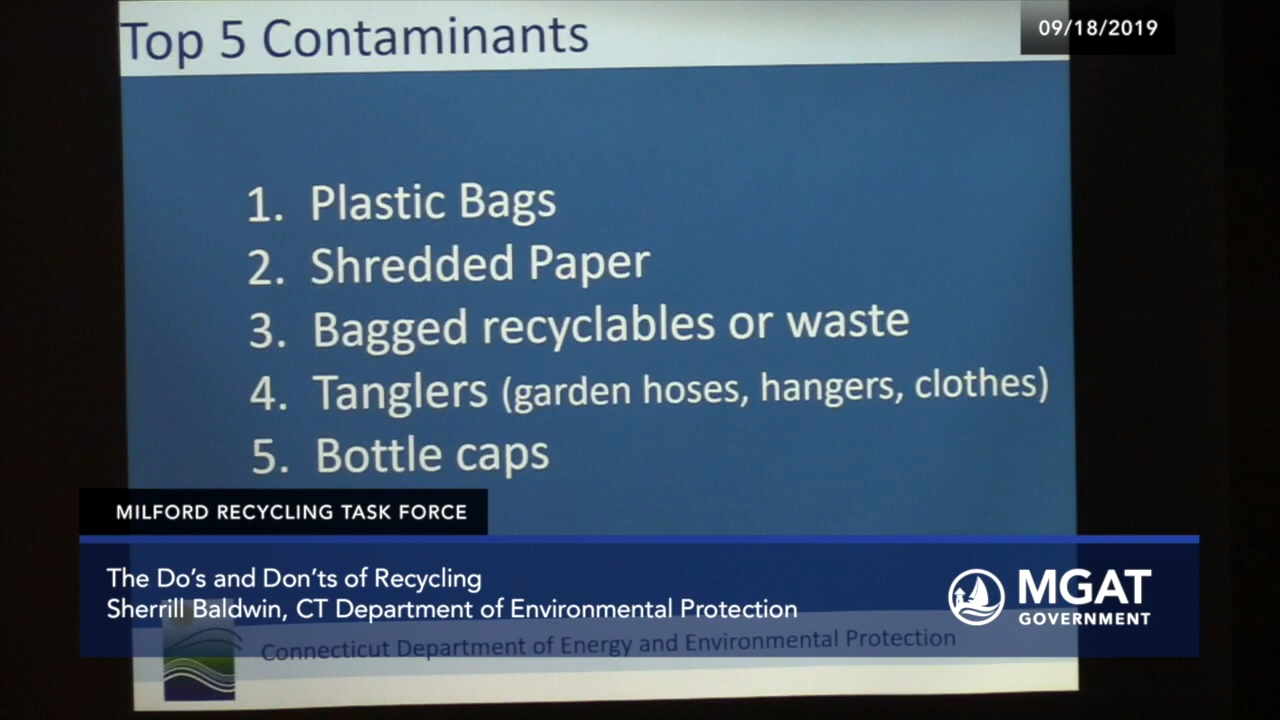 Top 5 Contaminants
09/18/2019
1. Plastic Bags
2. Shredded Paper
3. Bagged recyclables or waste
4. Tanglers (garden hoses, hangers, clothes)
5. Bottle caps
MILFORD RECYCLING TASK FORCE
The Do's and Don'ts of Recycling
Sherrill Baldwin, CT Department of Environmental Protection
MGAT
GOVERNMENT
Connecticut Department of Energy and Environmental Protection